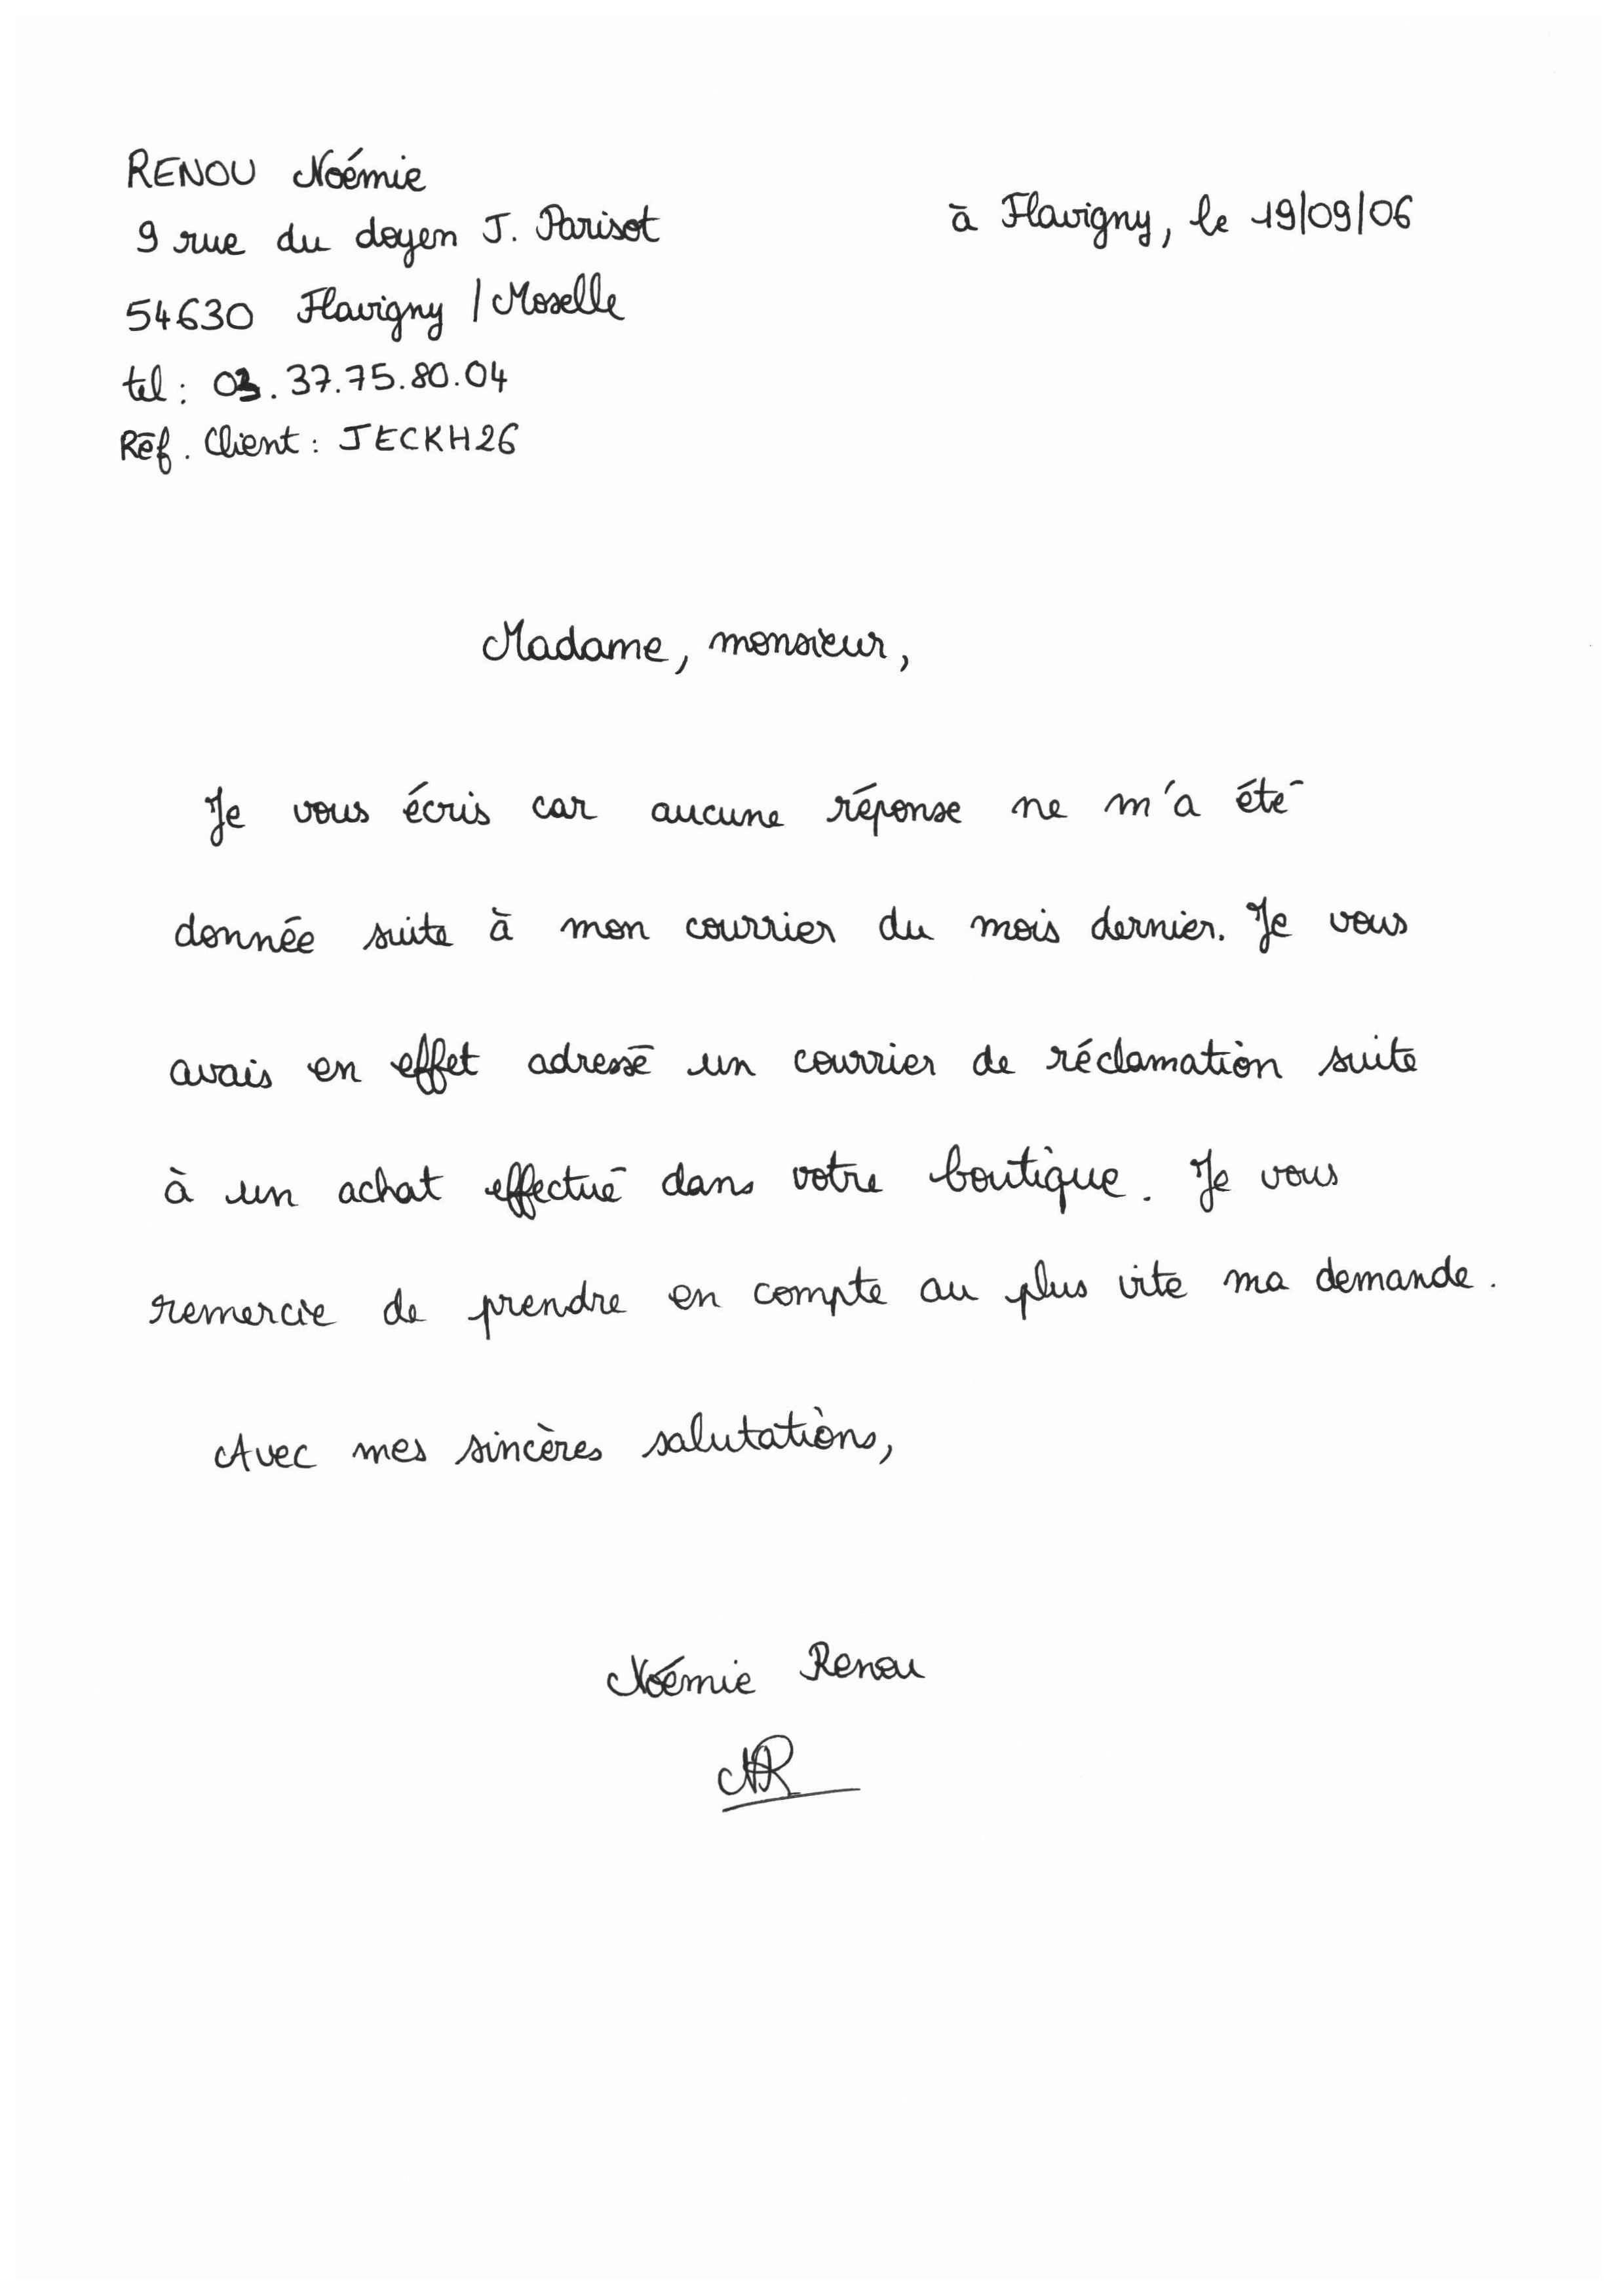 RENOU Noémie
9 rue du doyen J. Parisot
à Flavigny, le 19/09/06
54630 Flavigny / Moselle
tel : 03.37.75.80.04
Réf. Client : JECKH26
Madame, monsieur,
Je vous écris car aucune réponse ne m'a été
donnée suite à mon courrier du mois dernier. Je vous
avais en effet adressé un courrier de réclamation suite
à un achat effectué dans votre boutique. Je vous
remercie de prendre en compte au plus vite ma demande.
Avec mes sincères salutations,
Noémie Renou
NR